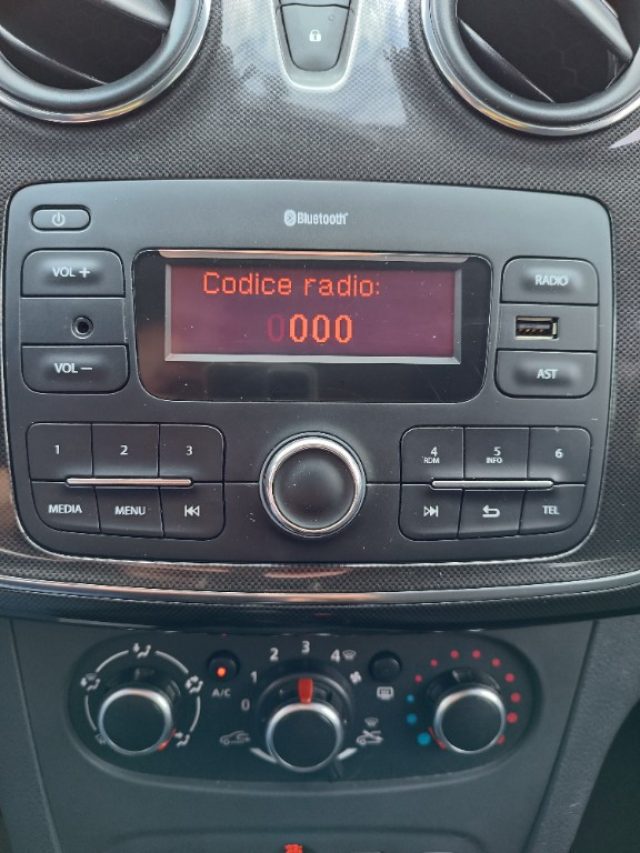 Bluetooth
VOL +
RADIO
Codice radio:
0000
VOL —
AST
1 2 3
4 RDM 5 INFO 6
MEDIA MENU
TEL
A/C
0 1 2 3 4